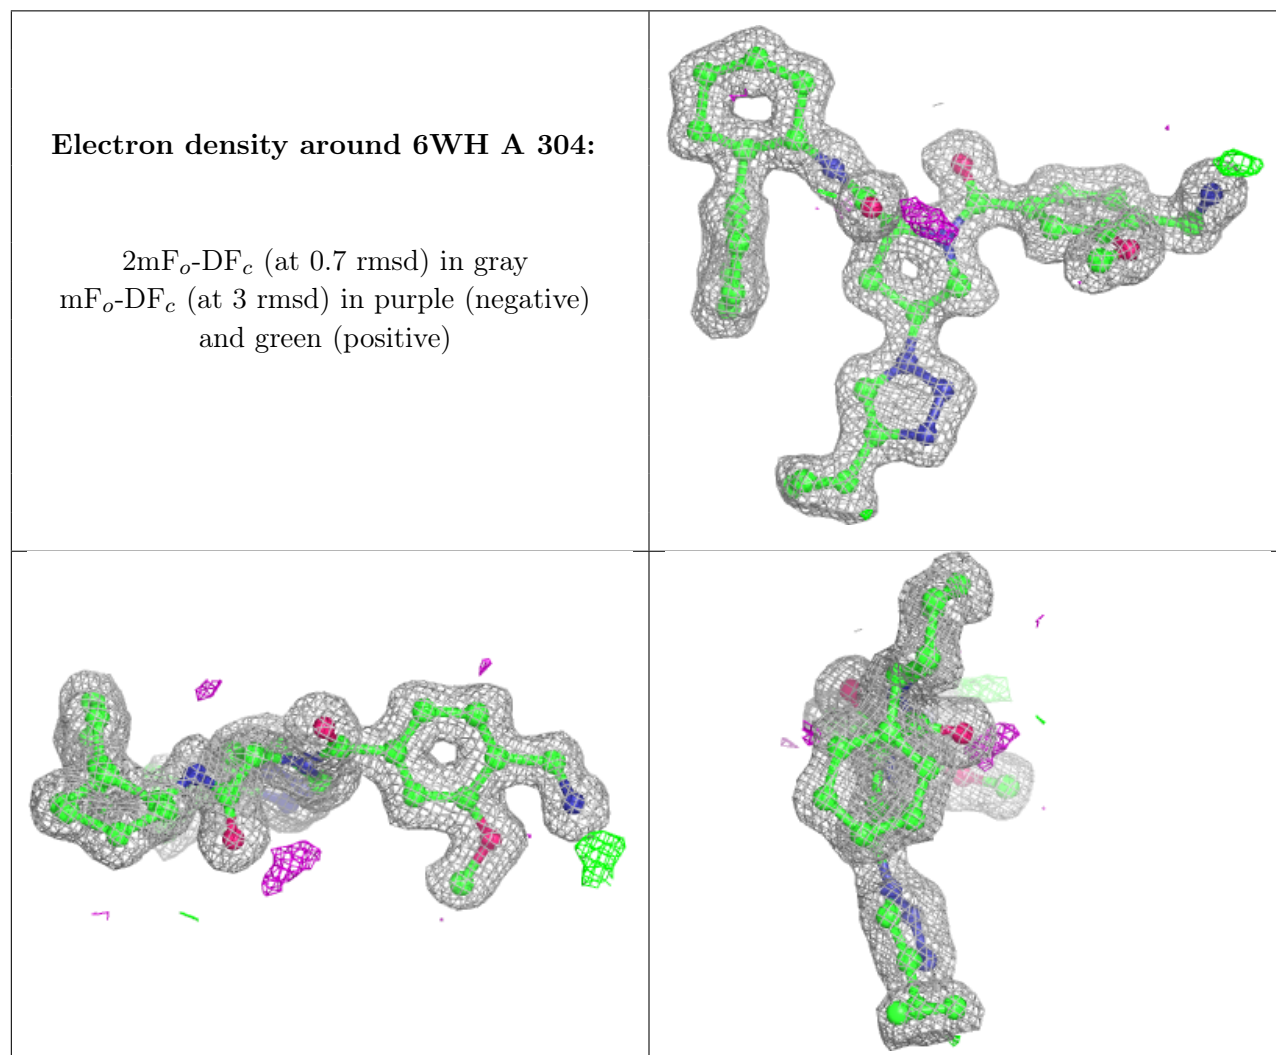 Electron density around 6WH A 304:
2mFo-DFc (at 0.7 rmsd) in gray
mFo-DFc (at 3 rmsd) in purple (negative)
and green (positive)